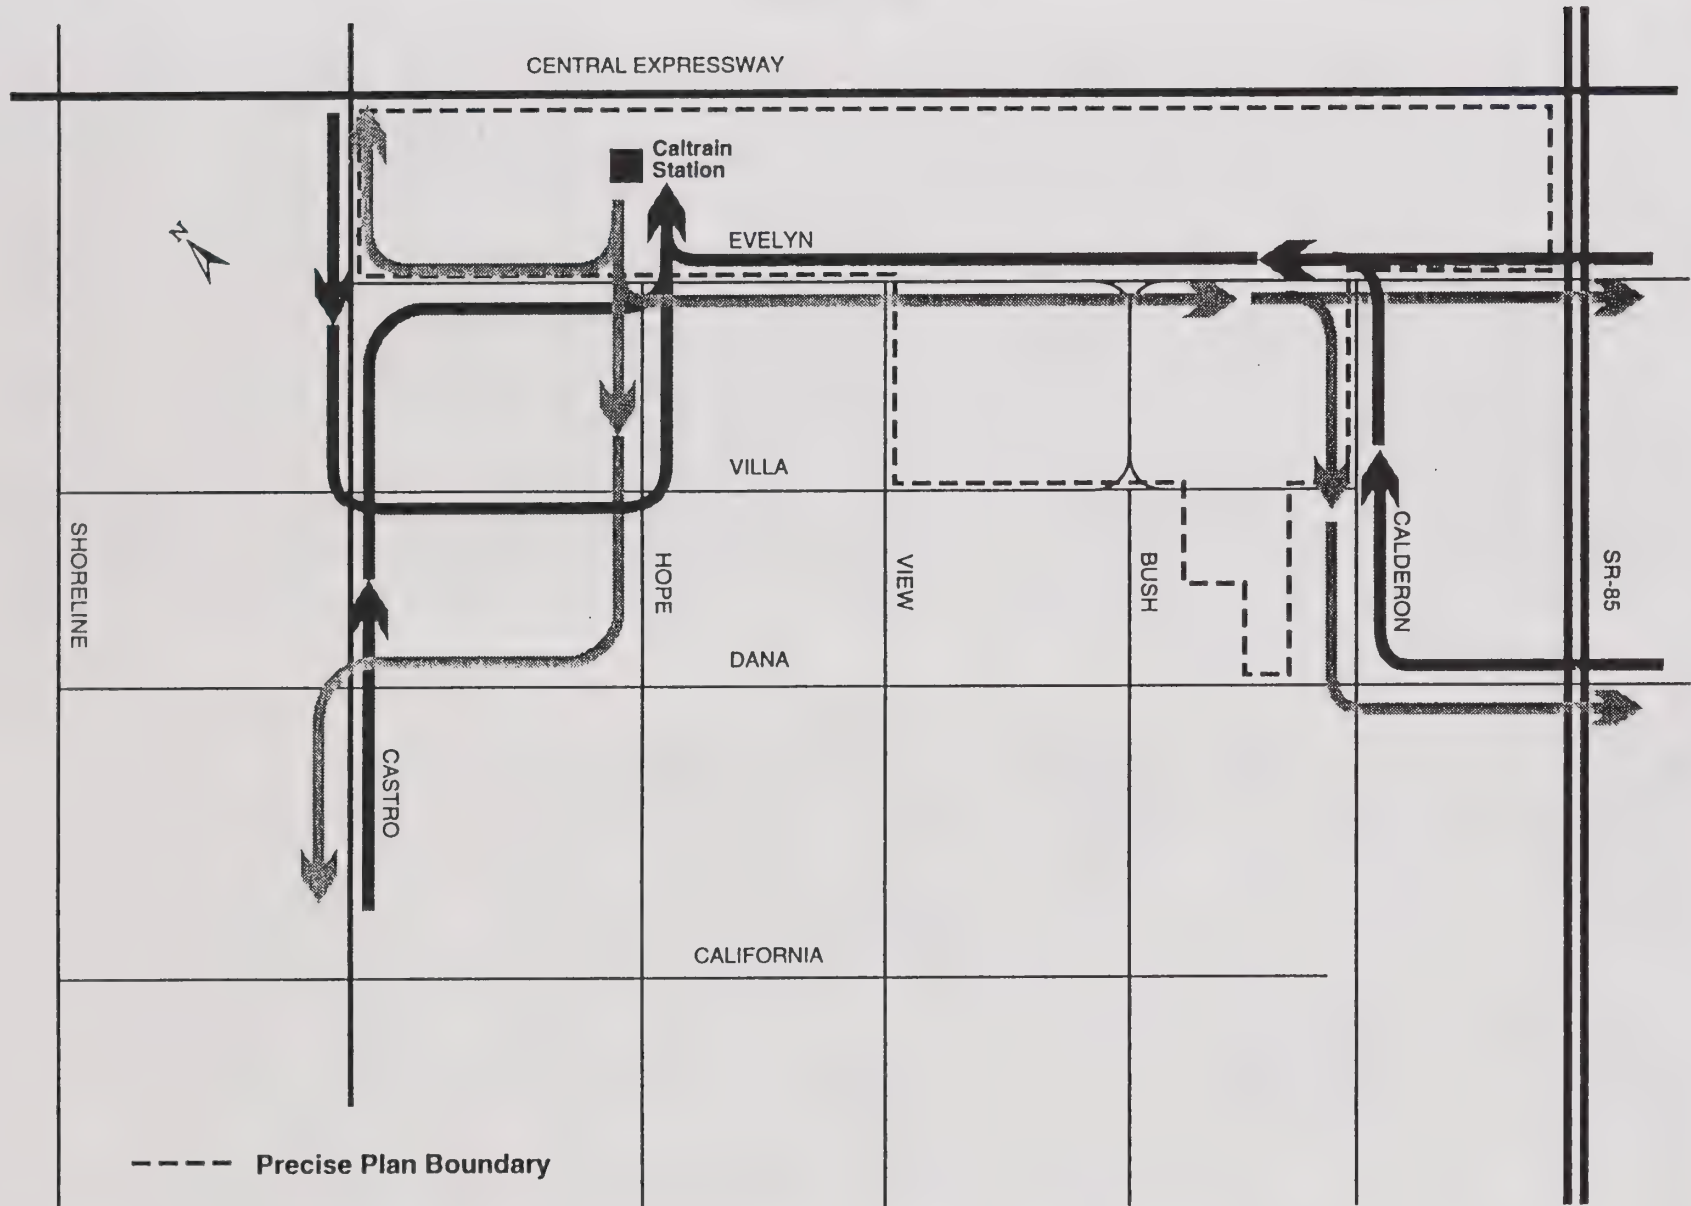 CENTRAL EXPRESSWAY
Caltrain
Station
N
EVELYN
VILLA
SHORELINE
HOPE
VIEW
BUSH
CALDERON
SR-85
DANA
CASTRO
CALIFORNIA
Precise Plan Boundary